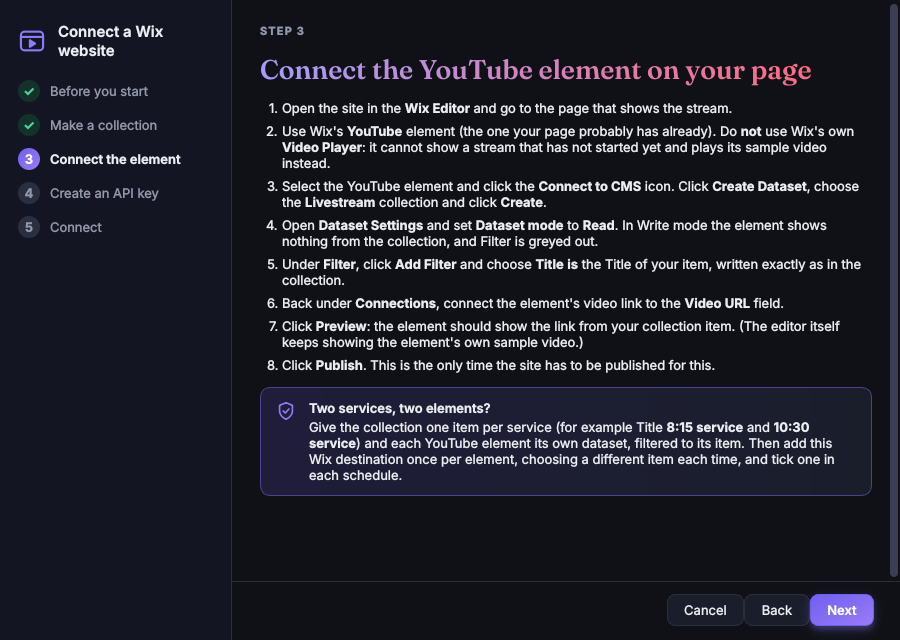 Connect a Wix
website
Before you start
Make a collection
3 Connect the element
4 Create an API key
5 Connect
STEP 3
Connect the YouTube element on your page
1. Open the site in the Wix Editor and go to the page that shows the stream.
2. Use Wix's YouTube element (the one your page probably has already). Do not use Wix's own
Video Player: it cannot show a stream that has not started yet and plays its sample video
instead.
3. Select the YouTube element and click the Connect to CMS icon. Click Create Dataset, choose
the Livestream collection and click Create.
4. Open Dataset Settings and set Dataset mode to Read. In Write mode the element shows
nothing from the collection, and Filter is greyed out.
5. Under Filter, click Add Filter and choose Title is the Title of your item, written exactly as in the
collection.
6. Back under Connections, connect the element's video link to the Video URL field.
7. Click Preview: the element should show the link from your collection item. (The editor itself
keeps showing the element's own sample video.)
8. Click Publish. This is the only time the site has to be published for this.
Two services, two elements?
Give the collection one item per service (for example Title 8:15 service and 10:30
service) and each YouTube element its own dataset, filtered to its item. Then add this
Wix destination once per element, choosing a different item each time, and tick one in
each schedule.
Cancel Back Next